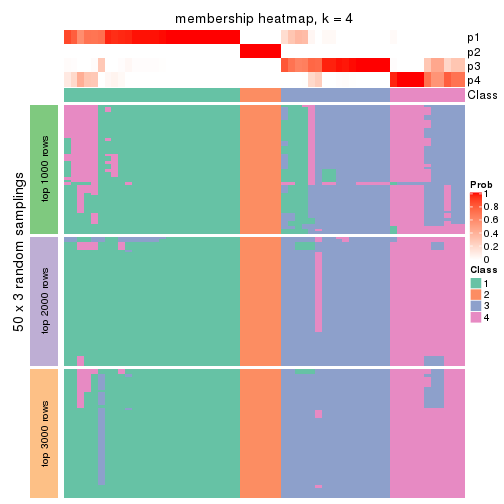 membership heatmap, k = 4
p1
p2
p3
p4
Class
50 x 3 random samplings
top 1000 rows
top 2000 rows
top 3000 rows
Prob
1
0.8
0.6
0.4
0.2
0
Class
1
2
3
4